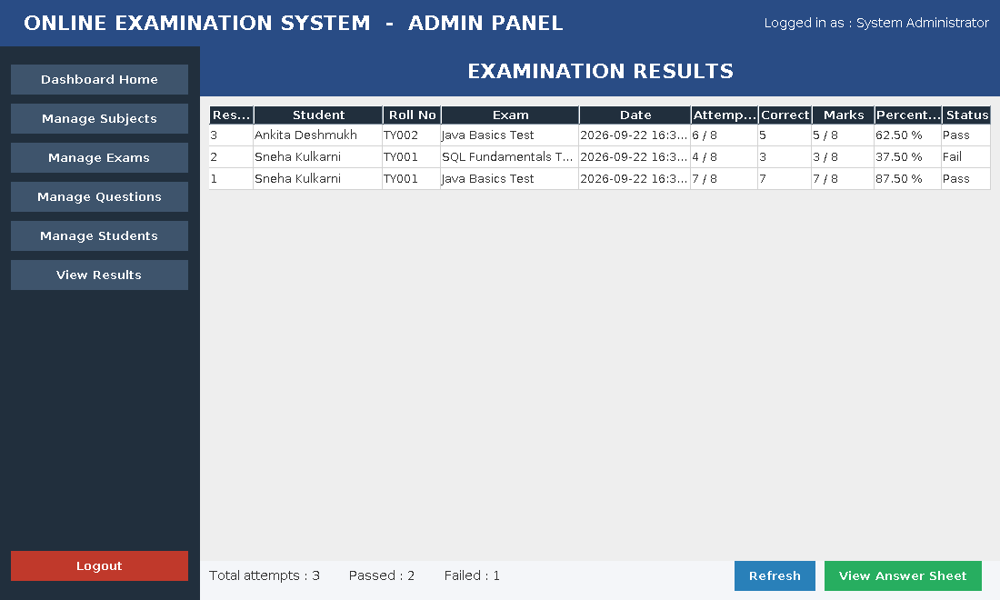 ONLINE EXAMINATION SYSTEM - ADMIN PANEL
Logged in as : System Administrator
Dashboard Home
Manage Subjects
Manage Exams
Manage Questions
Manage Students
View Results
Logout
EXAMINATION RESULTS
Res... Student Roll No Exam Date Attemp... Correct Marks Percent... Status
3 Ankita Deshmukh TY002 Java Basics Test 2026-09-22 16:3... 6 / 8 5 5 / 8 62.50 % Pass
2 Sneha Kulkarni TY001 SQL Fundamentals T... 2026-09-22 16:3... 4 / 8 3 3 / 8 37.50 % Fail
1 Sneha Kulkarni TY001 Java Basics Test 2026-09-22 16:3... 7 / 8 7 7 / 8 87.50 % Pass
Total attempts : 3 Passed : 2 Failed : 1
Refresh
View Answer Sheet